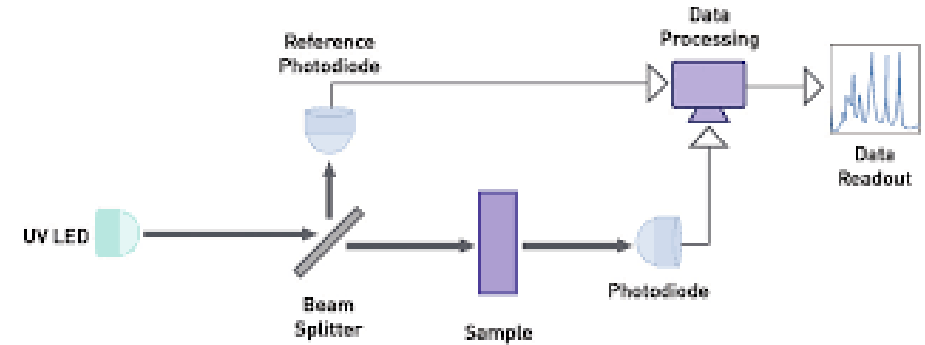 Data
Processing
Reference
Photodiode
Data
Readout
UV LED
Photodiode
Beam
Splitter
Sample